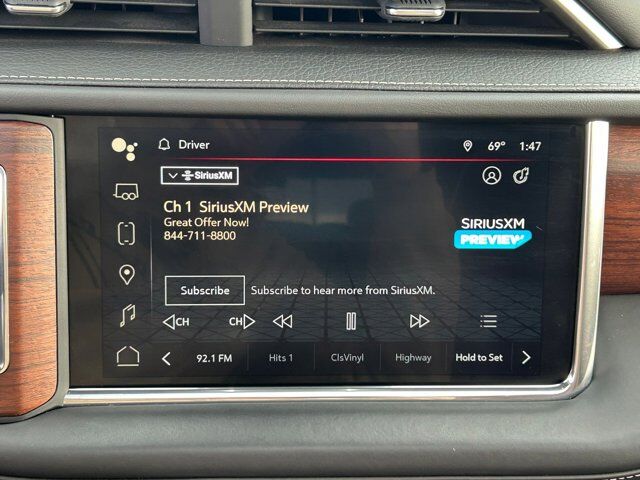 Driver
69° 1:47
SiriusXM
Ch 1 SiriusXM Preview
Great Offer Now!
844-711-8800
SIRIUSXM
PREVIEW
Subscribe
Subscribe to hear more from SiriusXM.
CH CH
92.1 FM Hits 1 ClsVinyl Highway Hold to Set